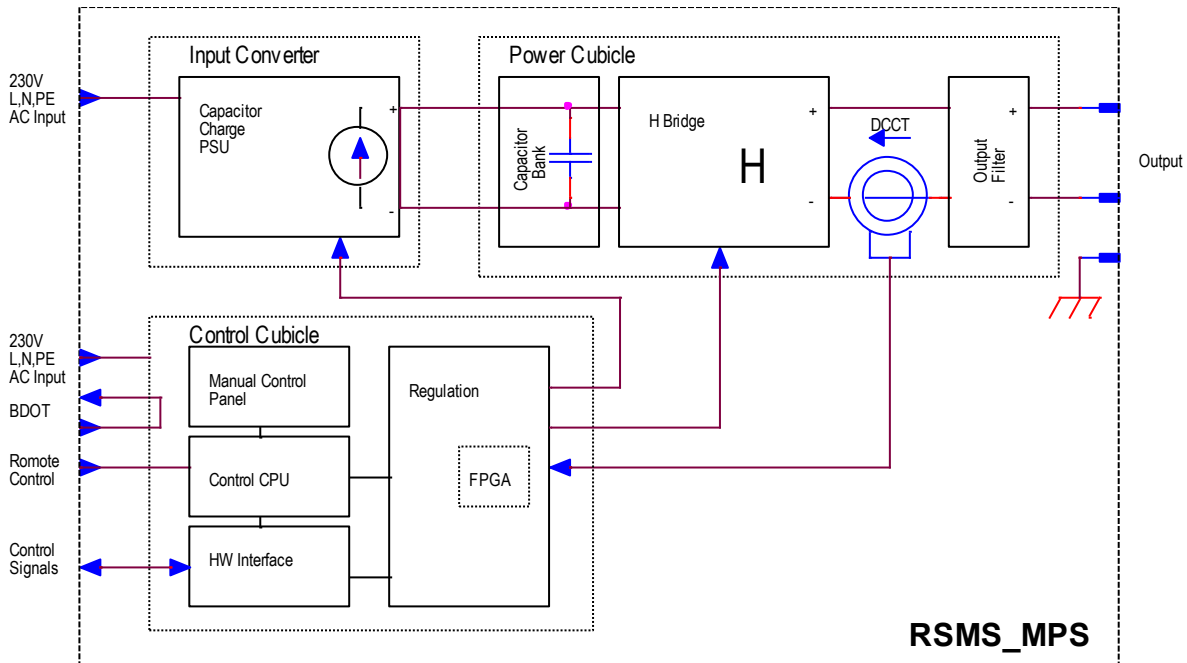 Input Converter
Power Cubicle
230V
L,N,PE
AC Input
Capacitor
Charge
PSU
+
-
Capacitor
Bank
H Bridge
H
+
-
DCCT
Output
Filter
+
-
Output
Control Cubicle
230V
L,N,PE
AC Input
BDOT
Romote
Control
Control
Signals
Manual Control
Panel
Control CPU
HW Interface
Regulation
FPGA
RSMS_MPS